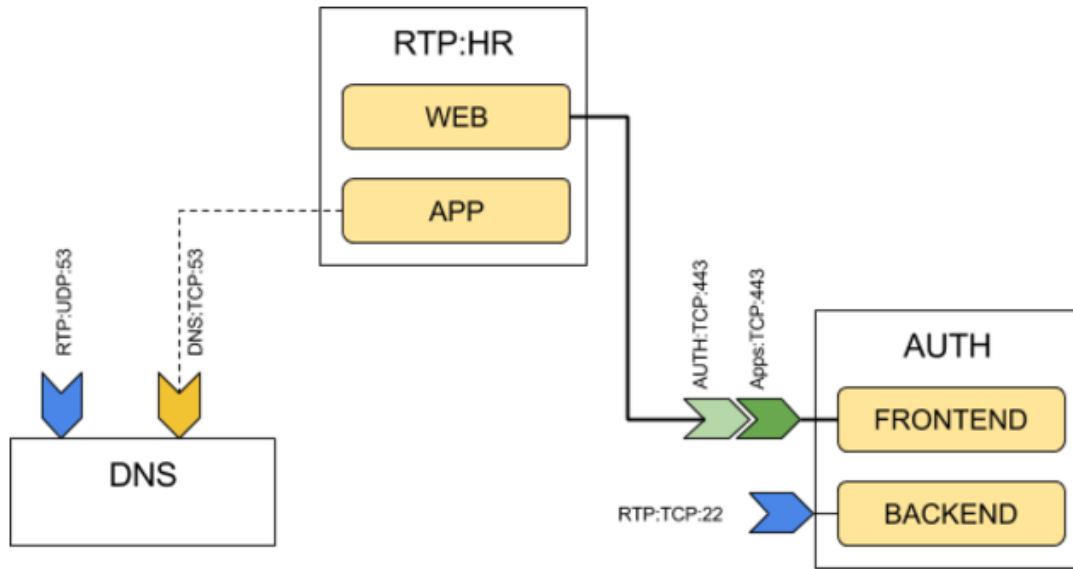 RTP:HR
WEB
APP
RTP:UDP:53
DNS:TCP:53
DNS
AUTH:TCP:443
Apps:TCP:443
AUTH
FRONTEND
RTP:TCP:22
BACKEND